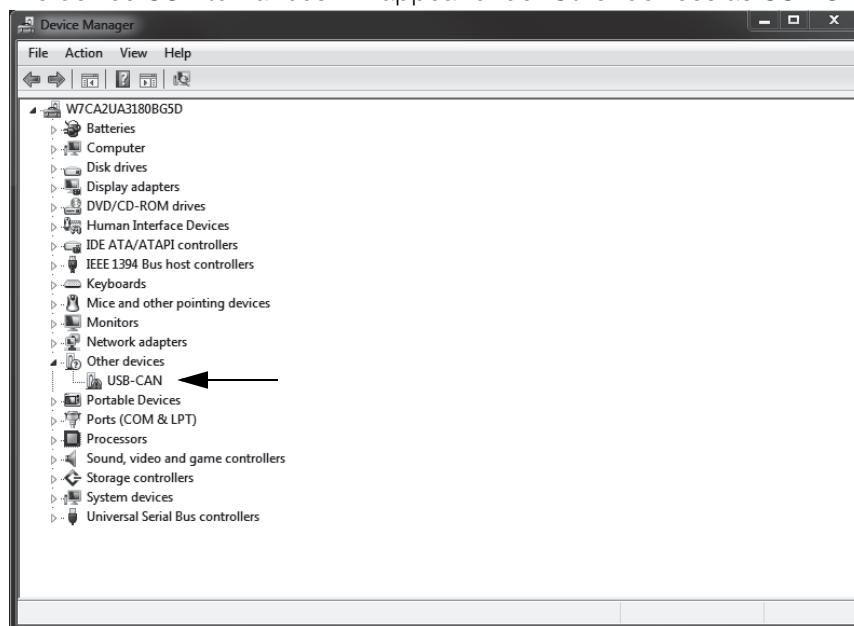 Device Manager
File Action View Help
W7CA2UA3180BG5D
Batteries
Computer
Disk drives
Display adapters
DVD/CD-ROM drives
Human Interface Devices
IDE ATA/ATAPI controllers
IEEE 1394 Bus host controllers
Keyboards
Mice and other pointing devices
Monitors
Network adapters
Other devices
USB-CAN
Portable Devices
Ports (COM & LPT)
Processors
Sound, video and game controllers
Storage controllers
System devices
Universal Serial Bus controllers